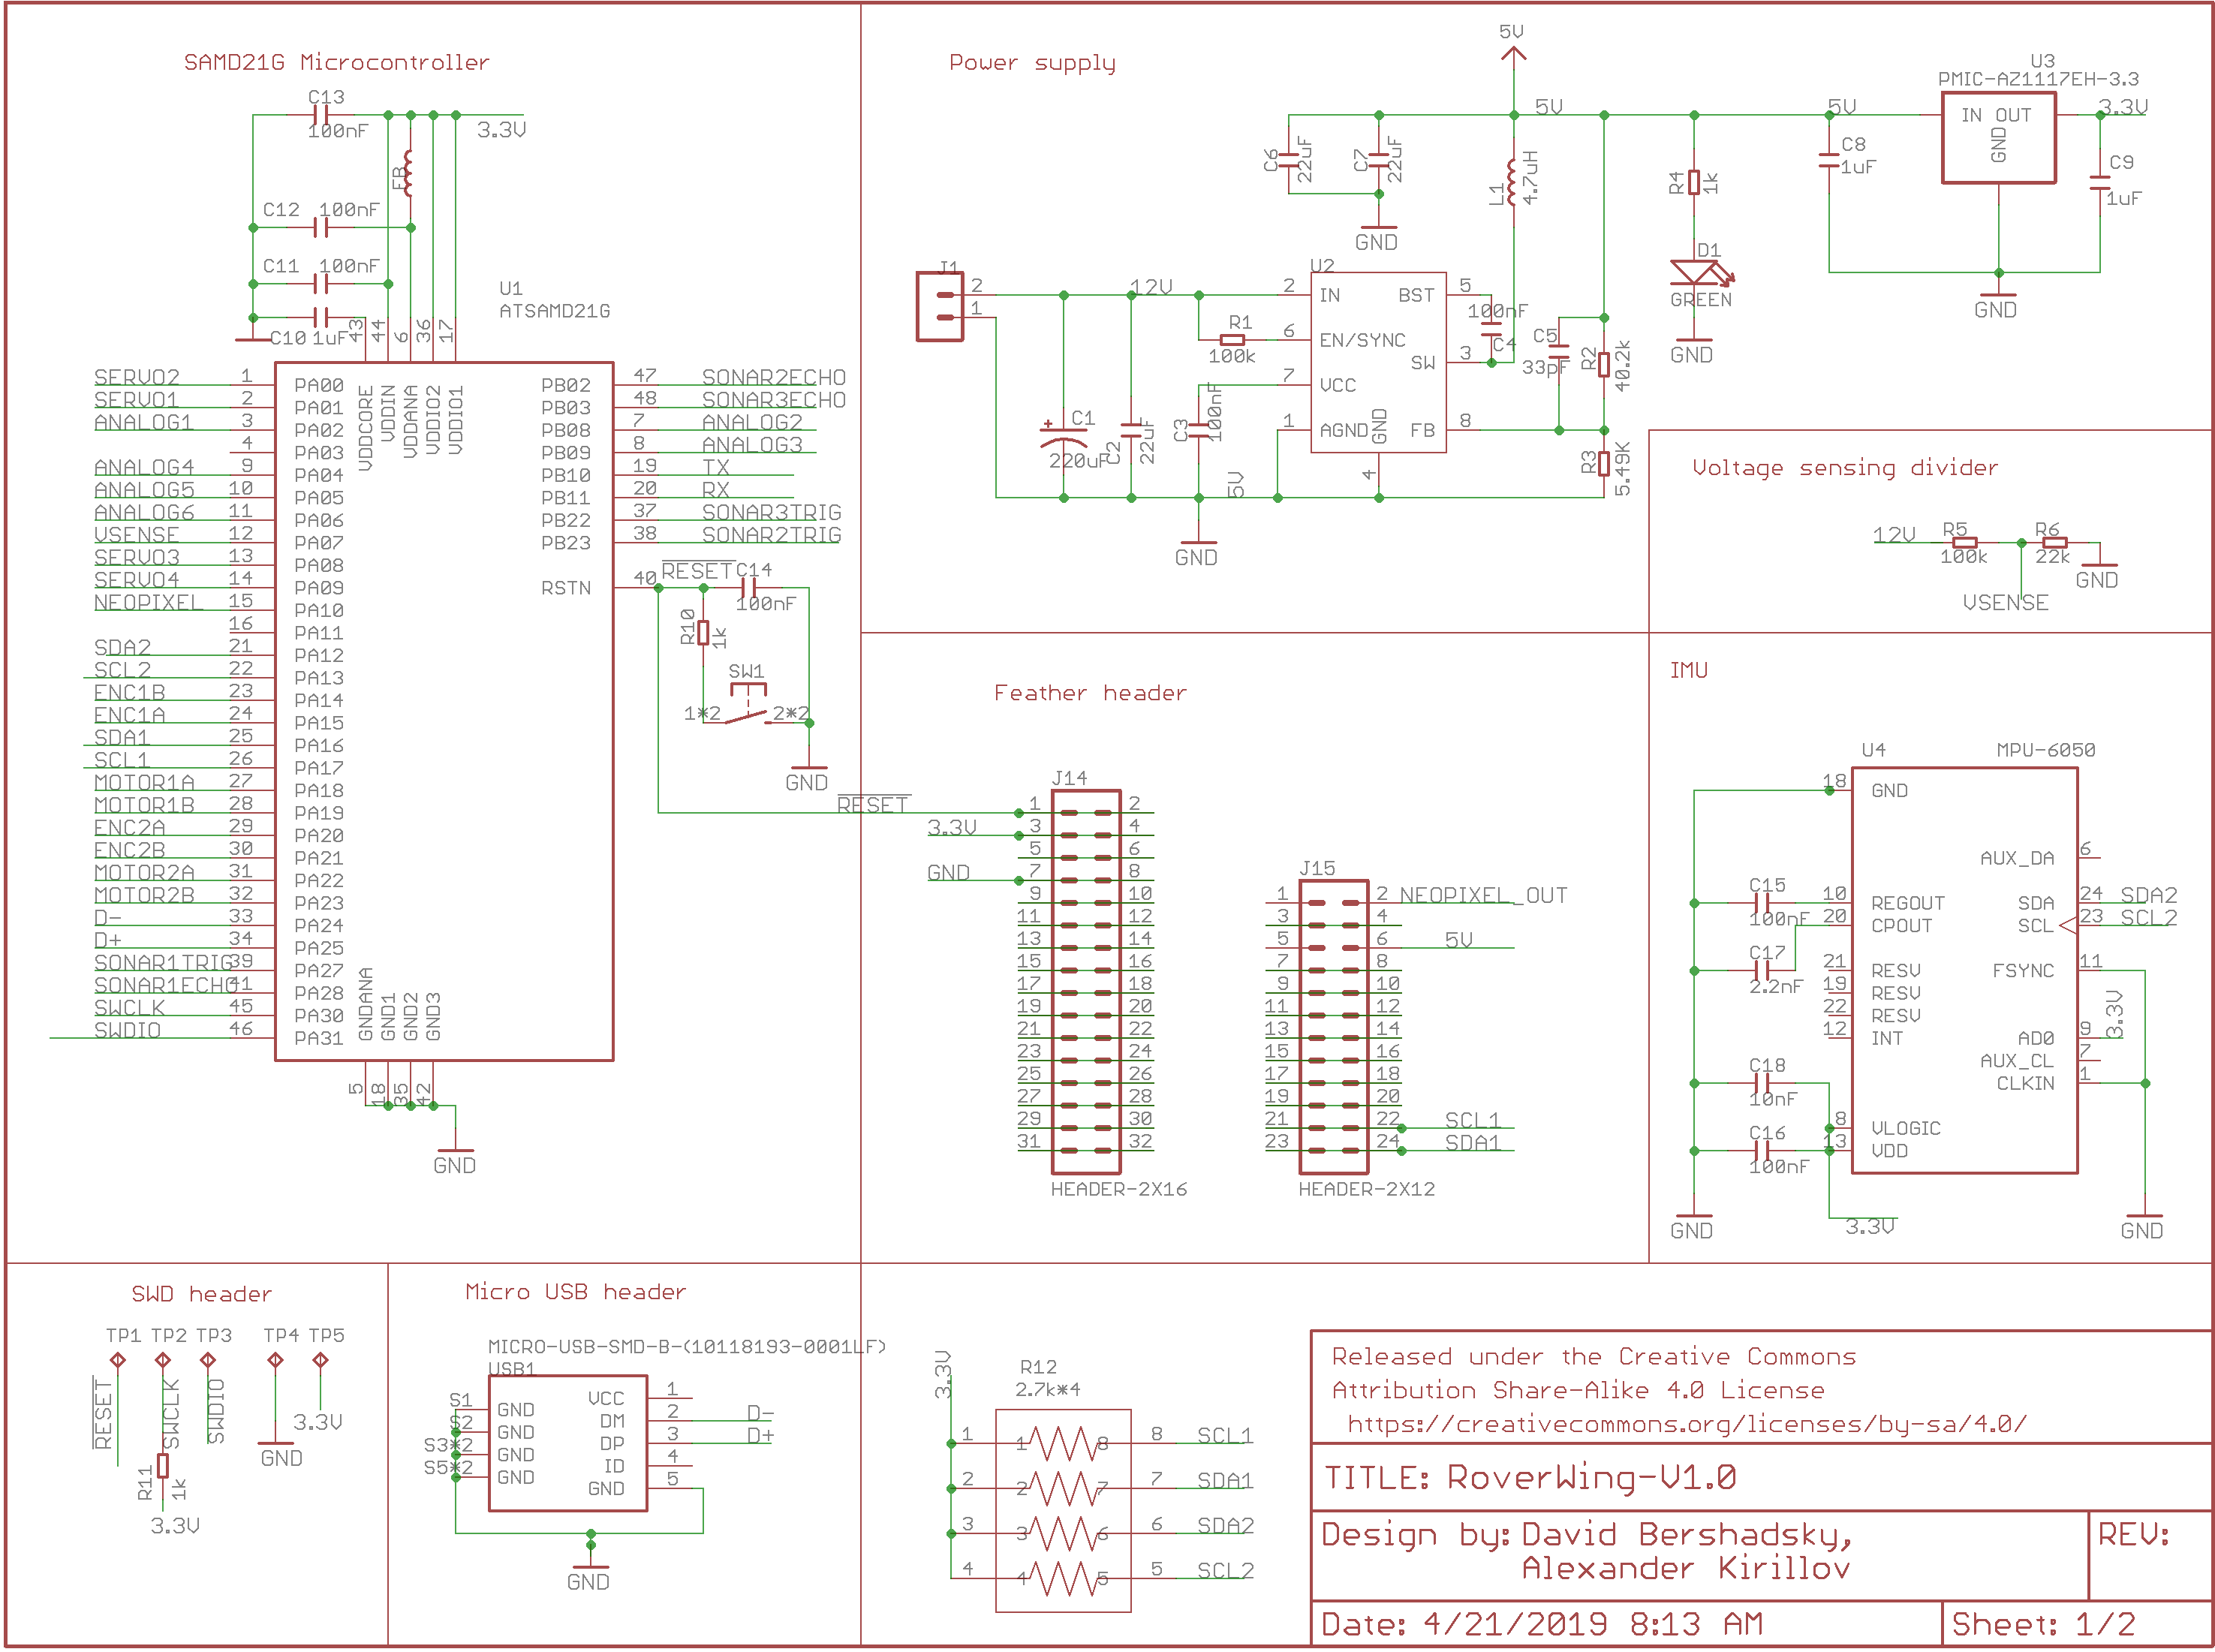 SAMD21G Microcontroller
C13
100nF
3.3V
FB
C12 100nF
C11 100nF
C10 1uF
U1
ATSAMD21G
43
44
6
36
17
VDDCORE
VDDIN
VDDANA
VDDIO2
VDDIO1
SERVO2 1 PA00
SERVO1 2 PA01
ANALOG1 3 PA02
4 PA03
ANALOG4 9 PA04
ANALOG5 10 PA05
ANALOG6 11 PA06
VSENSE 12 PA07
SERVO3 13 PA08
SERVO4 14 PA09
NEOPIXEL 15 PA10
16 PA11
SDA2 21 PA12
SCL2 22 PA13
ENC1B 23 PA14
ENC1A 24 PA15
SDA1 25 PA16
SCL1 26 PA17
MOTOR1A 27 PA18
MOTOR1B 28 PA19
ENC2A 29 PA20
ENC2B 30 PA21
MOTOR2A 31 PA22
MOTOR2B 32 PA23
D- 33 PA24
D+ 34 PA25
SONAR1TRIG 39 PA27
SONAR1ECHO 41 PA28
SWCLK 45 PA30
SWDIO 46 PA31
PB02 47 SONAR2ECHO
PB03 48 SONAR3ECHO
PB08 7 ANALOG2
PB09 8 ANALOG3
PB10 19 TX
PB11 20 RX
PB22 37 SONAR3TRIG
PB23 38 SONAR2TRIG
RSTN 40 RESET
C14
100nF
R10
1k
SW1
1*2 2*2
GND
GNDANA
GND1
GND2
GND3
5
18
35
42
GND
Power supply
J1
2
1
12V
C1
220uF
C2
22uF
C3
100nF
5V
GND
R1
100k
U2
2 IN
6 EN/SYNC
7 VCC
1 AGND
GND
4
BST 5
SW 3
FB 8
100nF
C4
C5
33pF
R2
40.2k
R3
5.49K
C6
22uF
C7
22uF
GND
5V
5V
L1
4.7uH
R4
1k
D1
GREEN
GND
5V
C8
1uF
U3
PMIC-AZ1117EH-3.3
IN OUT
GND
3.3V
C9
1uF
GND
Voltage sensing divider
12V
R5
100k
R6
22k
GND
VSENSE
Feather header
J14
RESET 1 2
3.3V 3 4
5 6
GND 7 8
9 10
11 12
13 14
15 16
17 18
19 20
21 22
23 24
25 26
27 28
29 30
31 32
HEADER-2X16
J15
1 2 NEOPIXEL_OUT
3 4
5 6 5V
7 8
9 10
11 12
13 14
15 16
17 18
19 20
21 22 SCL1
23 24 SDA1
HEADER-2X12
IMU
U4 MPU-6050
18 GND
AUX_DA 6
C15
100nF
10 REGOUT
20 CPOUT
SDA 24 SDA2
SCL 23 SCL2
C17
2.2nF
21 RESV
19 RESV
22 RESV
12 INT
FSYNC 11
AD0 9 3.3V
AUX_CL 7
CLKIN 1
C18
10nF
8 VLOGIC
C16
100nF
13 VDD
GND
3.3V
GND
SWD header
TP1 TP2 TP3 TP4 TP5
RESET
SWCLK
SWDIO
R11
1k
3.3V
GND
3.3V
Micro USB header
MICRO-USB-SMD-B-(10118193-0001LF)
USB1
S1 GND
S2 GND
S3*2 GND
S5*2 GND
VCC 1
DM 2 D-
DP 3 D+
ID 4
GND 5
GND
3.3V
R12
2.7k*4
1 1 8 8 SCL1
2 2 7 7 SDA1
3 3 6 6 SDA2
4 4 5 5 SCL2
Released under the Creative Commons
Attribution Share-Alike 4.0 License
https://creativecommons.org/licenses/by-sa/4.0/
TITLE: RoverWing-V1.0
Design by: David Bershadsky,
Alexander Kirillov
REV:
Date: 4/21/2019 8:13 AM
Sheet: 1/2